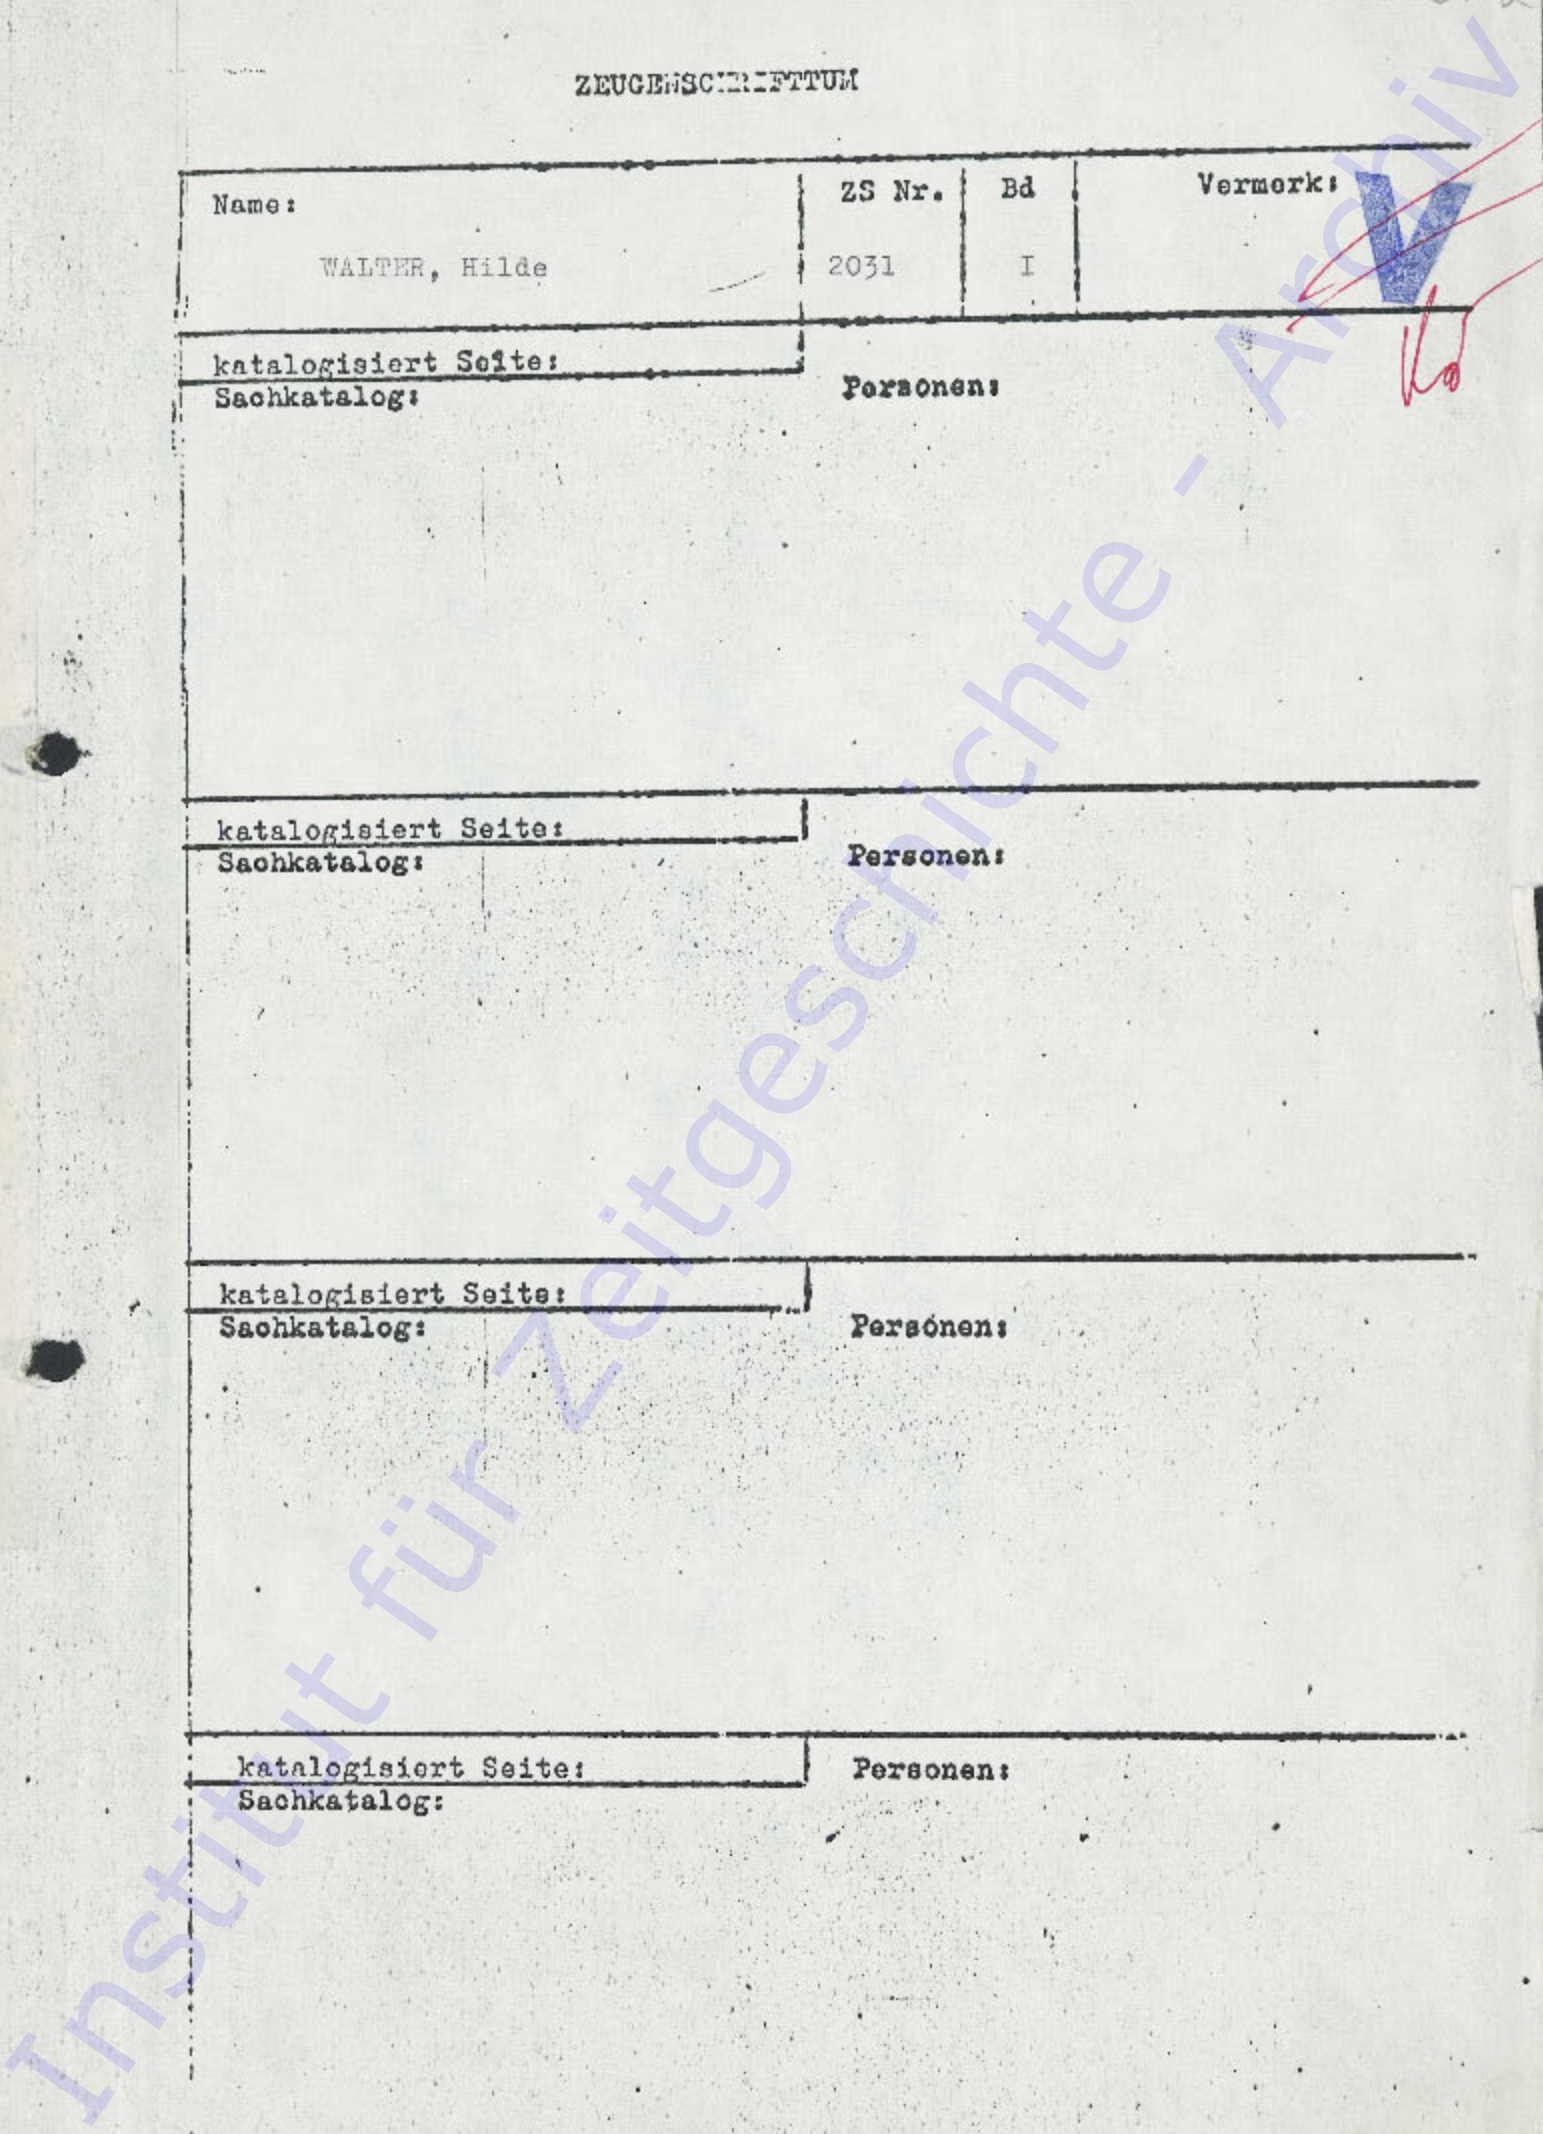 ZEUGENSCHRIFTTUM
Name: ZS Nr. Bd Vermerk:
WALTER, Hilde 2031 I V
katalogisiert Seite:
Sachkatalog: Personen:
katalogisiert Seite:
Sachkatalog: Personen:
katalogisiert Seite:
Sachkatalog: Personen:
katalogisiert Seite: Personen:
Sachkatalog:
Institut für Zeitgeschichte - Archiv